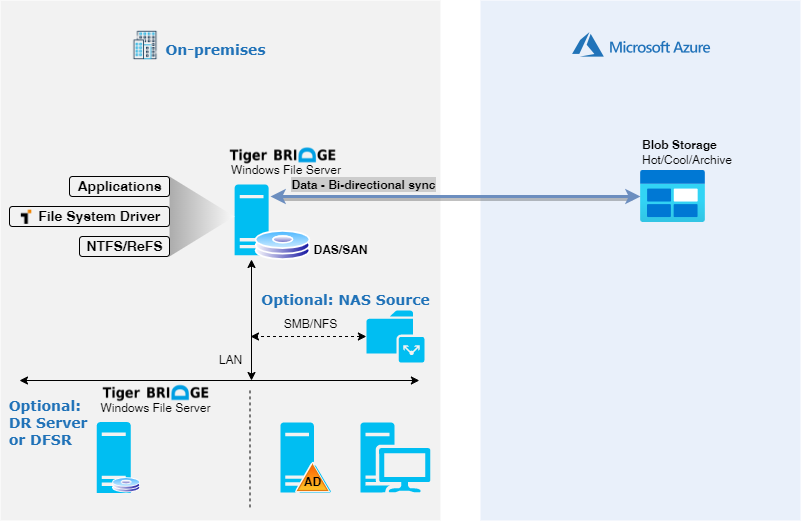 On-premises
Microsoft Azure
Tiger BRIDGE
Windows File Server
Blob Storage
Hot/Cool/Archive
Applications
File System Driver
NTFS/ReFS
Data - Bi-directional sync
DAS/SAN
Optional: NAS Source
SMB/NFS
LAN
Tiger BRIDGE
Windows File Server
Optional:
DR Server
or DFSR
AD